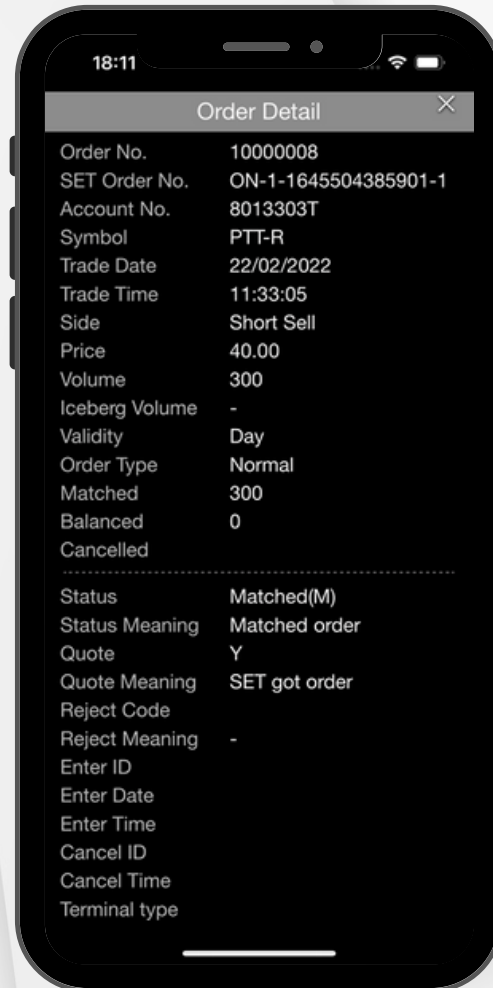 18:11
Order Detail
Order No. 10000008
SET Order No. ON-1-1645504385901-1
Account No. 8013303T
Symbol PTT-R
Trade Date 22/02/2022
Trade Time 11:33:05
Side Short Sell
Price 40.00
Volume 300
Iceberg Volume -
Validity Day
Order Type Normal
Matched 300
Balanced 0
Cancelled
Status Matched(M)
Status Meaning Matched order
Quote Y
Quote Meaning SET got order
Reject Code
Reject Meaning -
Enter ID
Enter Date
Enter Time
Cancel ID
Cancel Time
Terminal type